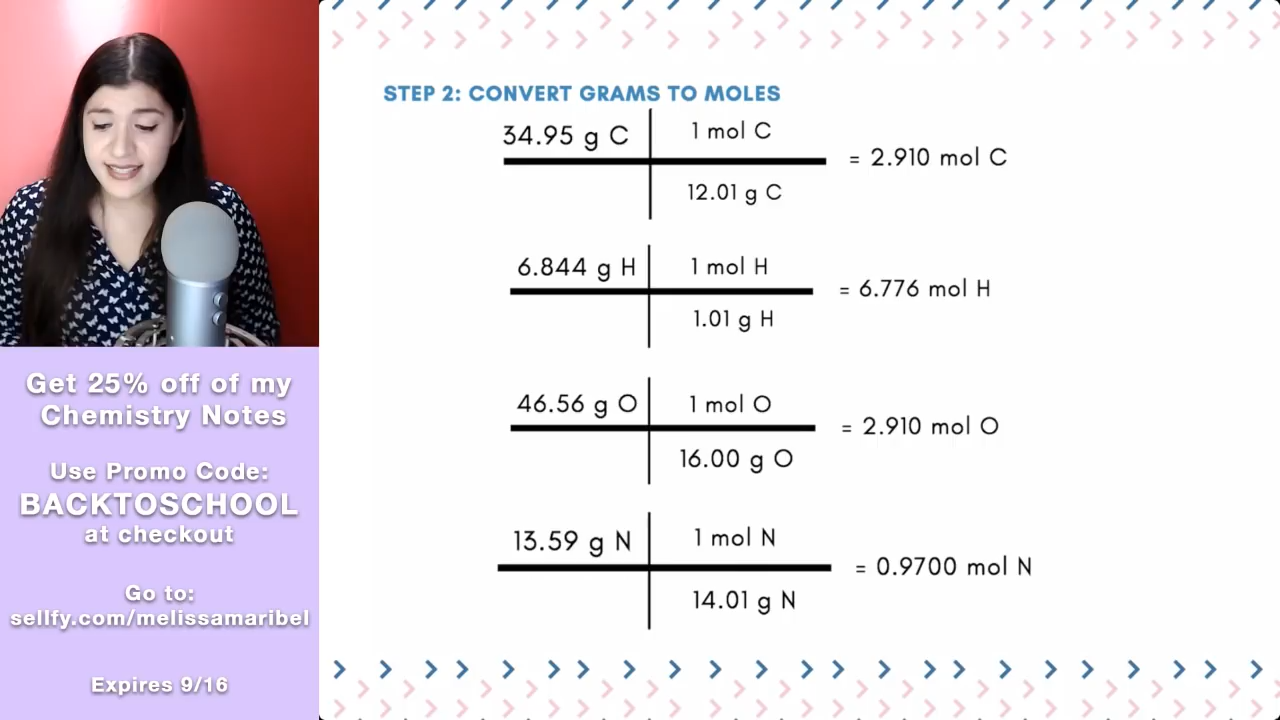 Get 25% off of my
Chemistry Notes
Use Promo Code:
BACKTOSCHOOL
at checkout
Go to:
sellfy.com/melissamaribel
Expires 9/16
STEP 2: CONVERT GRAMS TO MOLES
34.95 g C 1 mol C
= 2.910 mol C
12.01 g C
6.844 g H 1 mol H
= 6.776 mol H
1.01 g H
46.56 g O 1 mol O
= 2.910 mol O
16.00 g O
13.59 g N 1 mol N
= 0.9700 mol N
14.01 g N